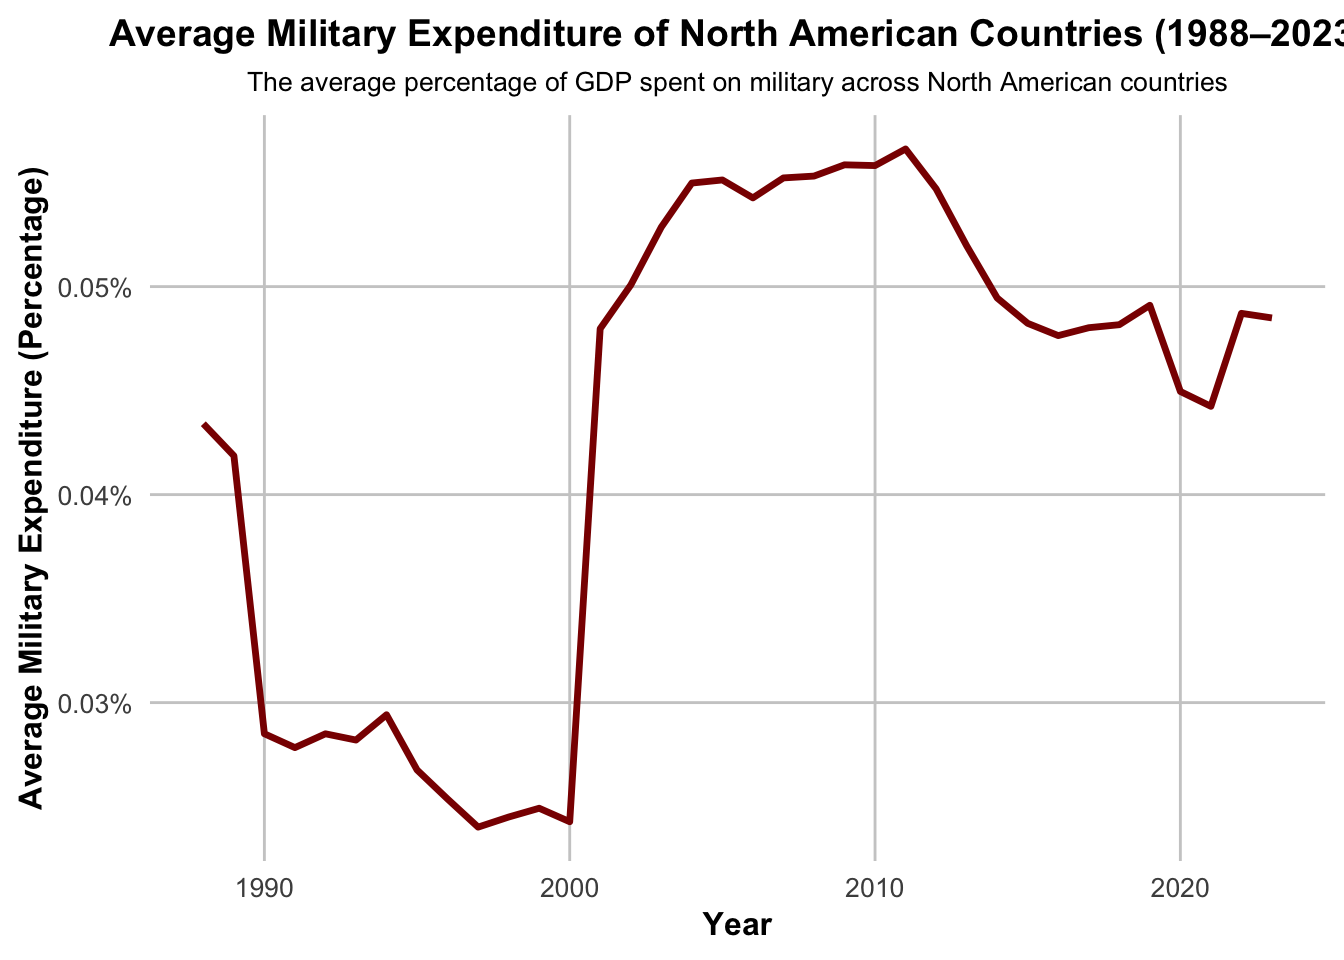 Average Military Expenditure of North American Countries (1988–2023
The average percentage of GDP spent on military across North American countries
Average Military Expenditure (Percentage)
0.05%
0.04%
0.03%
1990 2000 2010 2020
Year